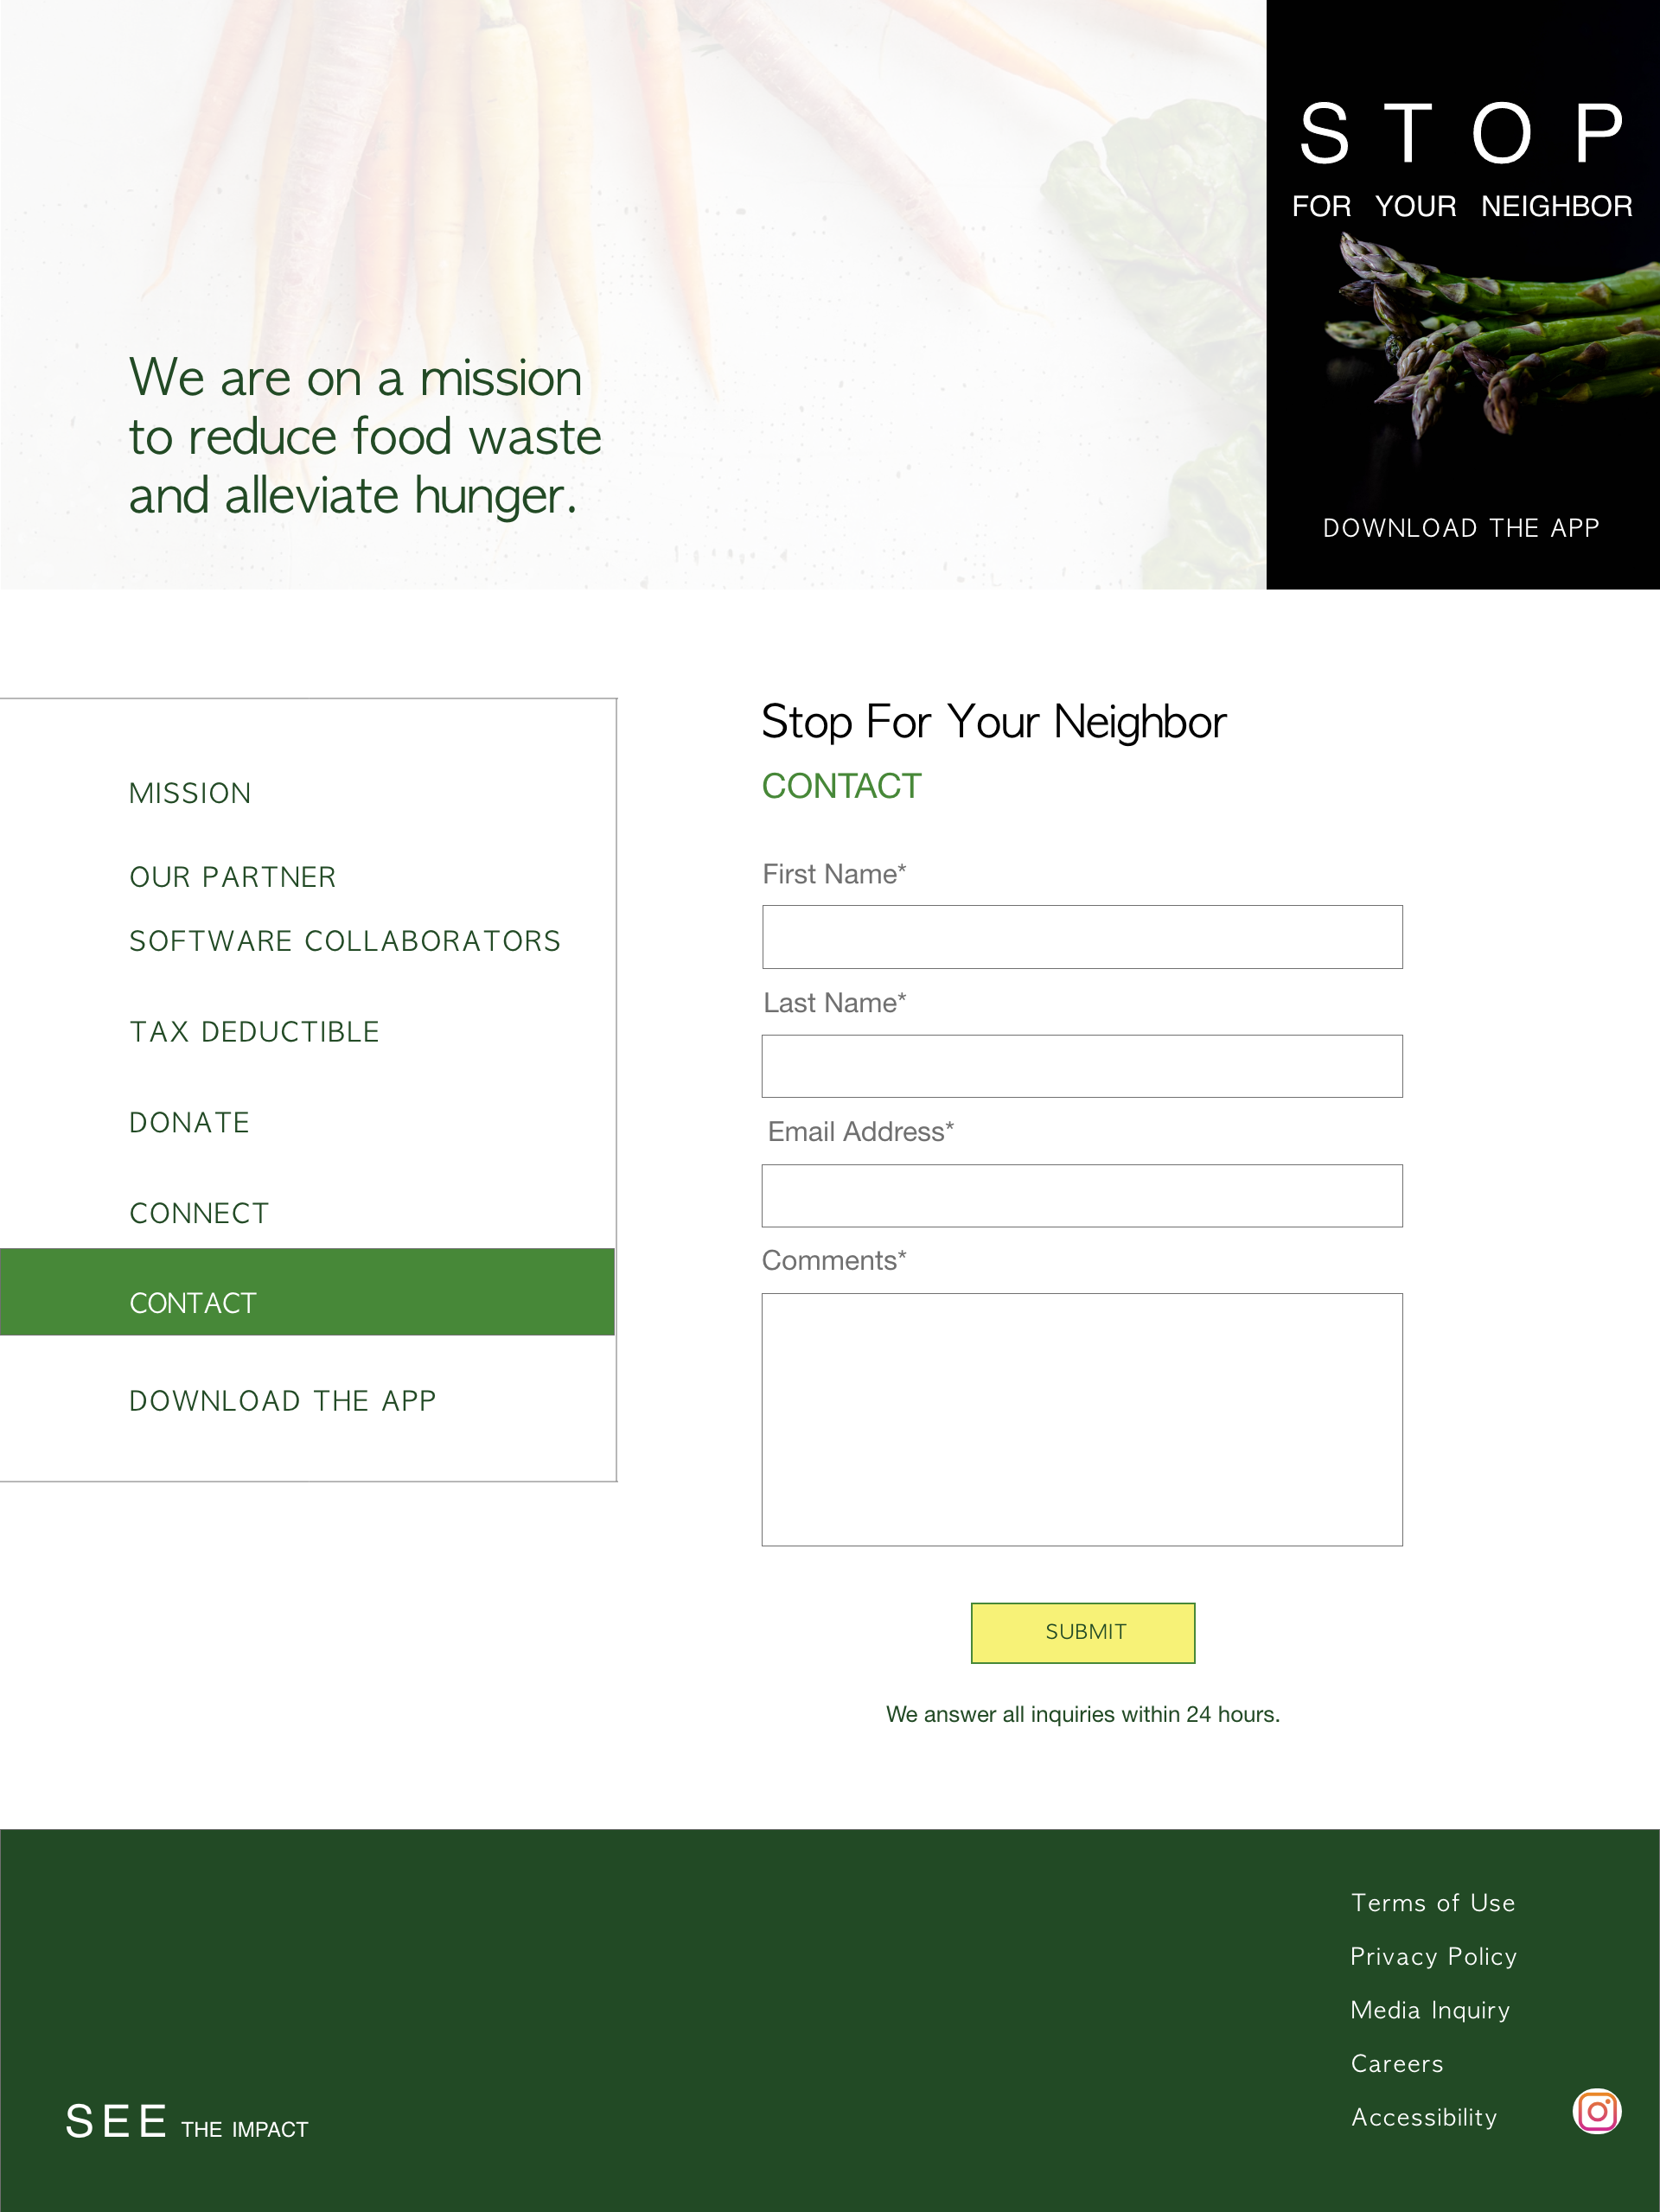 STOP
FOR YOUR NEIGHBOR
We are on a mission
to reduce food waste
and alleviate hunger.
DOWNLOAD THE APP
MISSION
OUR PARTNER
SOFTWARE COLLABORATORS
TAX DEDUCTIBLE
DONATE
CONNECT
CONTACT
DOWNLOAD THE APP
Stop For Your Neighbor
CONTACT
First Name*
Last Name*
Email Address*
Comments*
SUBMIT
We answer all inquiries within 24 hours.
Terms of Use
Privacy Policy
Media Inquiry
Careers
Accessibility
SEE THE IMPACT